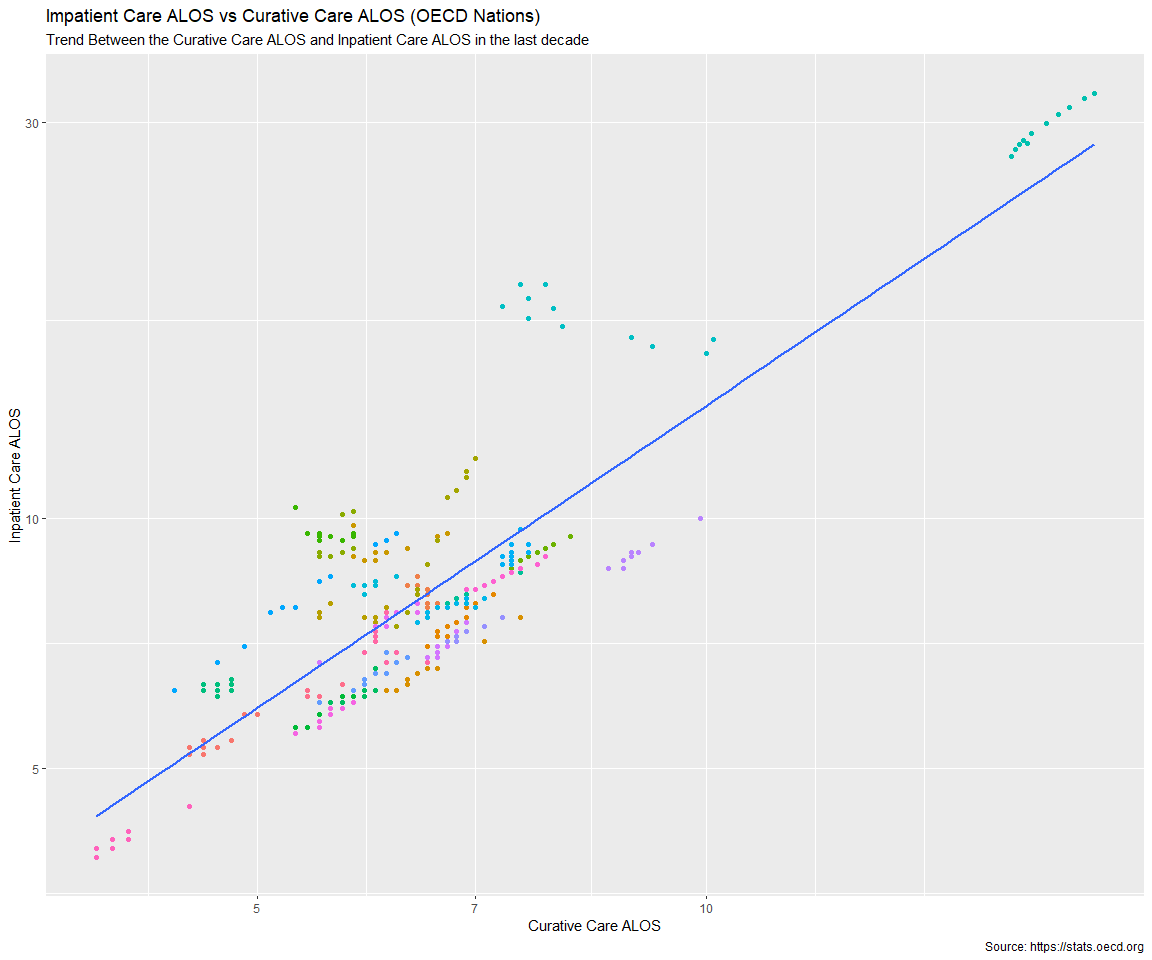 Inpatient Care ALOS vs Curative Care ALOS (OECD Nations)
Trend Between the Curative Care ALOS and Inpatient Care ALOS in the last decade
30
10
5
Inpatient Care ALOS
5
7
10
Curative Care ALOS
Source: https://stats.oecd.org